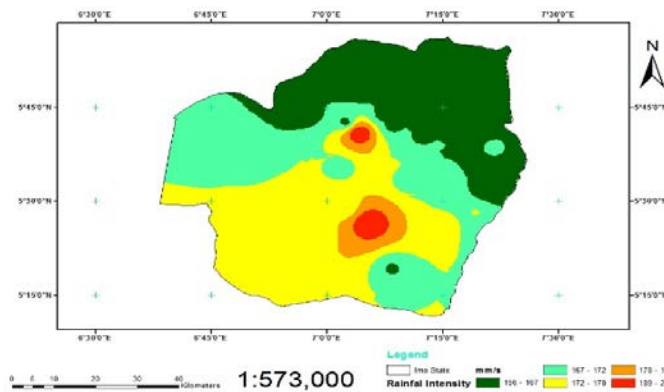 6°30'0"E 6°45'0"E 7°0'0"E 7°15'0"E 7°30'0"E
N
5°45'0"N 5°45'0"N
5°30'0"N 5°30'0"N
5°15'0"N 5°15'0"N
6°30'0"E 6°45'0"E 7°0'0"E 7°15'0"E 7°30'0"E
Legend
Imo State mm/s 167 - 172
Rainfall Intensity 156 - 167 172 - 178
0 5 10 20 30 40
Kilometers
1:573,000